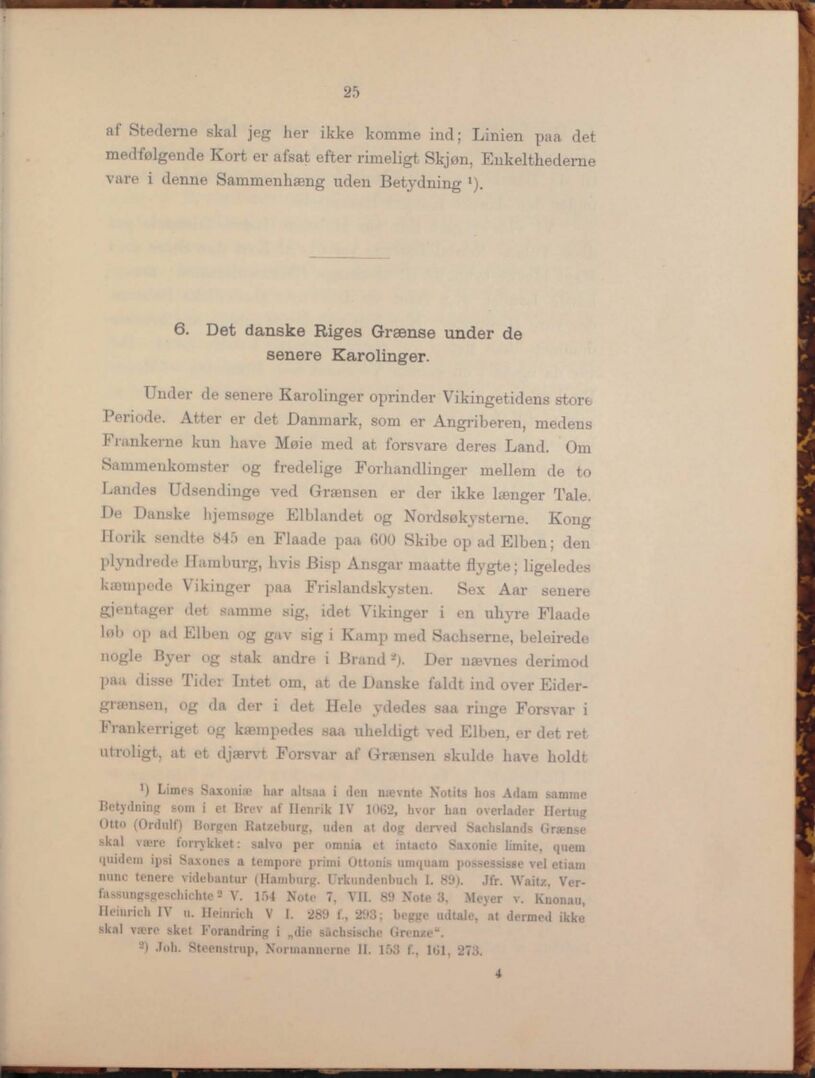 25
af Stederne skal jeg her ikke komme ind; Linien paa det
medfølgende Kort er afsat efter rimeligt Skjøn, Enkelthederne
vare i denne Sammenhæng uden Betydning ¹).
6. Det danske Riges Grænse under de
senere Karolinger.
Under de senere Karolinger oprinder Vikingetidens store
Periode. Atter er det Danmark, som er Angriberen, medens
Frankerne kun have Møie med at forsvare deres Land. Om
Sammenkomster og fredelige Forhandlinger mellem de to
Landes Udsendinge ved Grænsen er der ikke længer Tale.
De Danske hjemsøge Elblandet og Nordsøkysterne. Kong
Horik sendte 845 en Flaade paa 600 Skibe op ad Elben; den
plyndrede Hamburg, hvis Bisp Ansgar maatte flygte; ligeledes
kæmpede Vikinger paa Frislandskysten. Sex Aar senere
gjentager det samme sig, idet Vikinger i en uhyre Flaade
løb op ad Elben og gav sig i Kamp med Sachserne, beleirede
nogle Byer og stak andre i Brand ²). Der nævnes derimod
paa disse Tider Intet om, at de Danske faldt ind over Eider-
grænsen, og da der i det Hele ydedes saa ringe Forsvar i
Frankerriget og kæmpedes saa uheldigt ved Elben, er det ret
utroligt, at et djærvt Forsvar af Grænsen skulde have holdt
¹) Limes Saxoniæ har altsaa i den nævnte Notits hos Adam samme
Betydning som i et Brev af Henrik IV 1062, hvor han overlader Hertug
Otto (Ordulf) Borgen Ratzeburg, uden at dog derved Sachslands Grænse
skal være forrykket: salvo per omnia et intacto Saxonie limite, quem
quidem ipsi Saxones a tempore primi Ottonis umquam possessisse vel etiam
nunc tenere videbantur (Hamburg. Urkundenbuch I. 89). Jfr. Waitz, Ver-
fassungsgeschichte ² V. 154 Note 7, VII. 89 Note 3, Meyer v. Knonau,
Heinrich IV u. Heinrich V I. 289 f., 293; begge udtale, at dermed ikke
skal være sket Forandring i „die sächsische Grenze“.
²) Joh. Steenstrup, Normannerne II. 153 f., 161, 273.
4